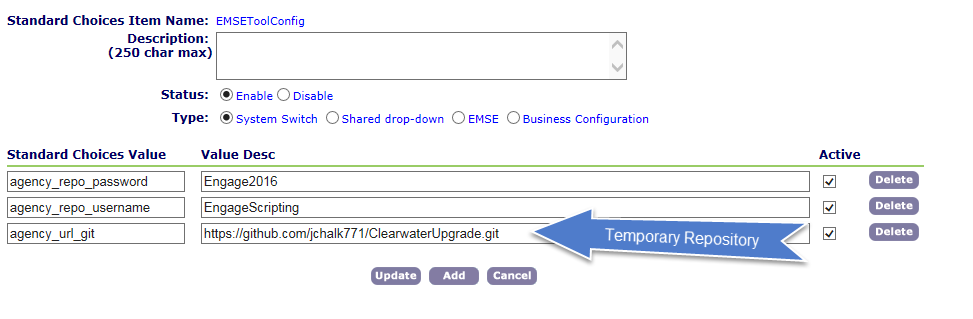 Standard Choices Item Name: EMSEToolConfig
Description:
(250 char max)
Status: Enable Disable
Type: System Switch Shared drop-down EMSE Business Configuration
Standard Choices Value Value Desc Active
agency_repo_password Engage2016 Delete
agency_repo_username EngageScripting Delete
agency_url_git https://github.com/jchalk771/ClearwaterUpgrade.git Temporary Repository Delete
Update Add Cancel